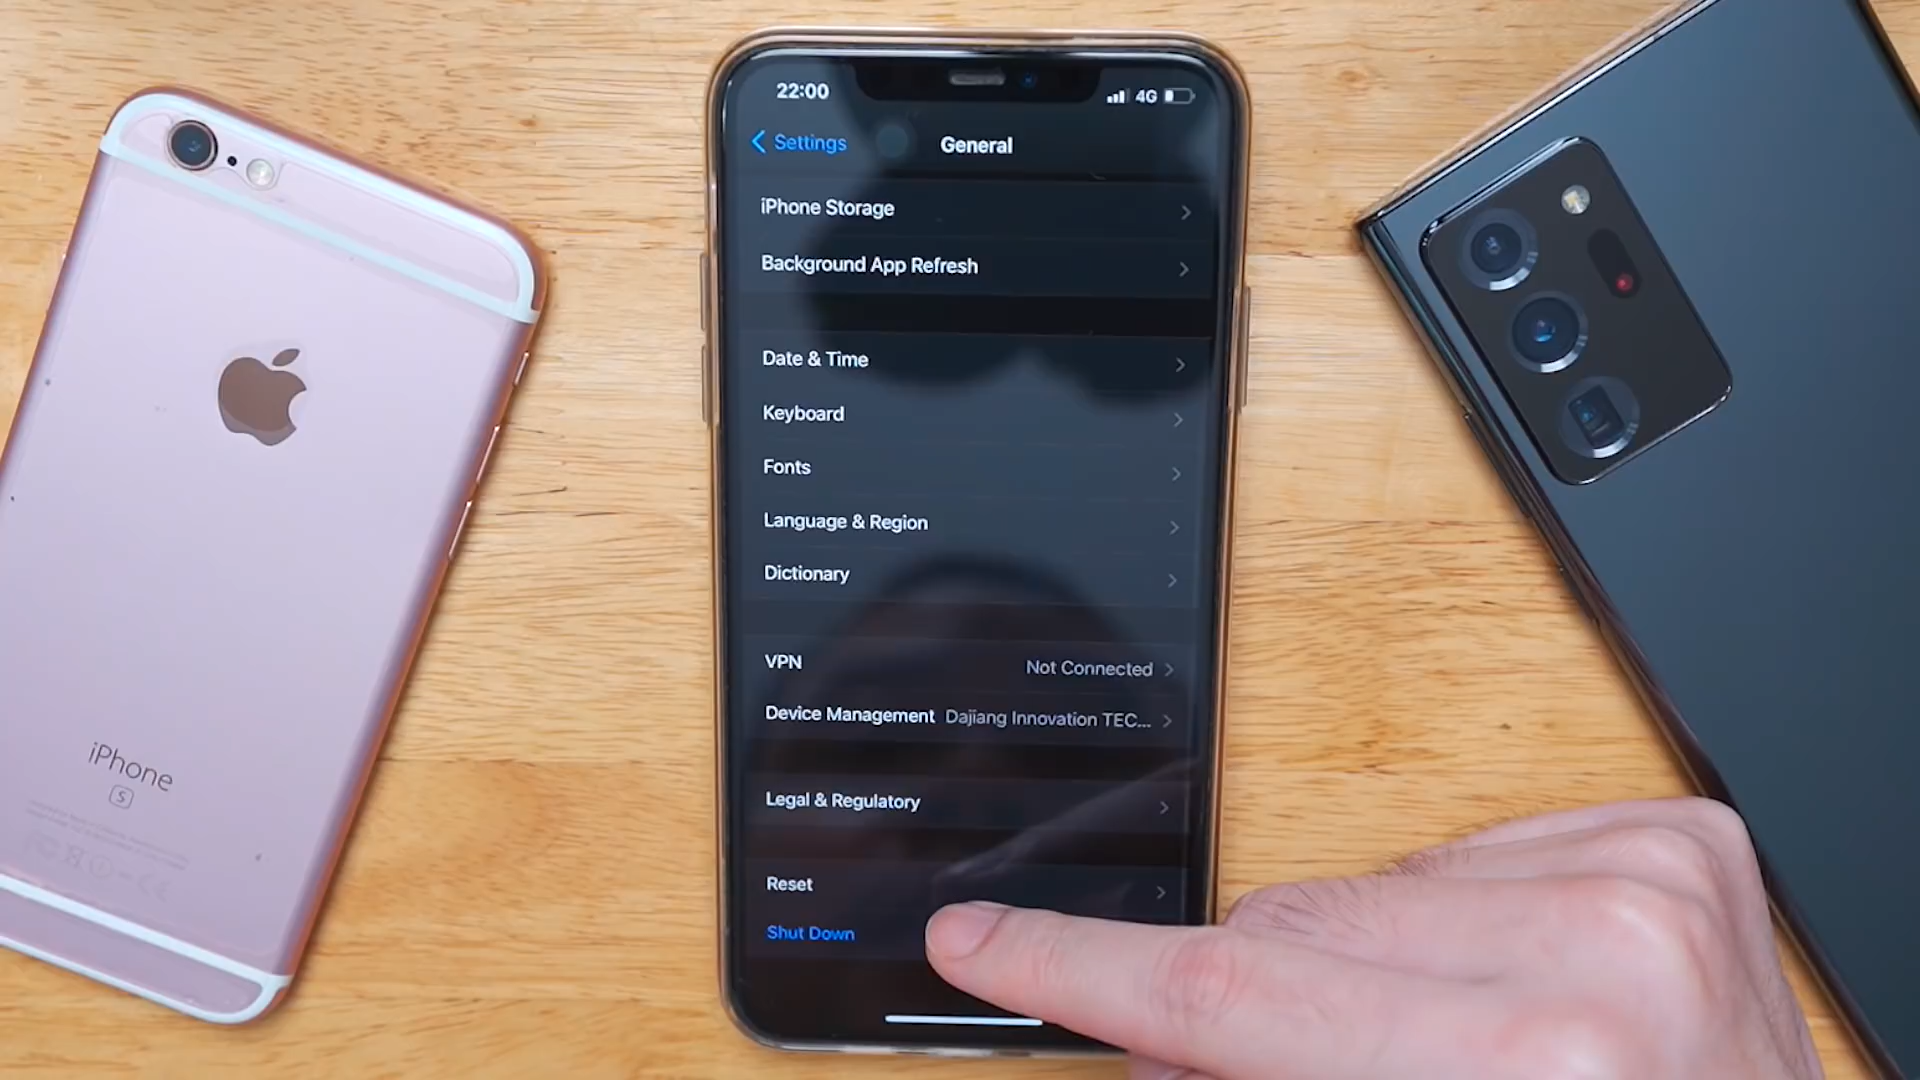 22:00
4G
Settings
General
iPhone Storage
Background App Refresh
Date & Time
Keyboard
Fonts
Language & Region
Dictionary
VPN Not Connected
Device Management Dajiang Innovation TEC...
Legal & Regulatory
Reset
Shut Down
iPhone
S